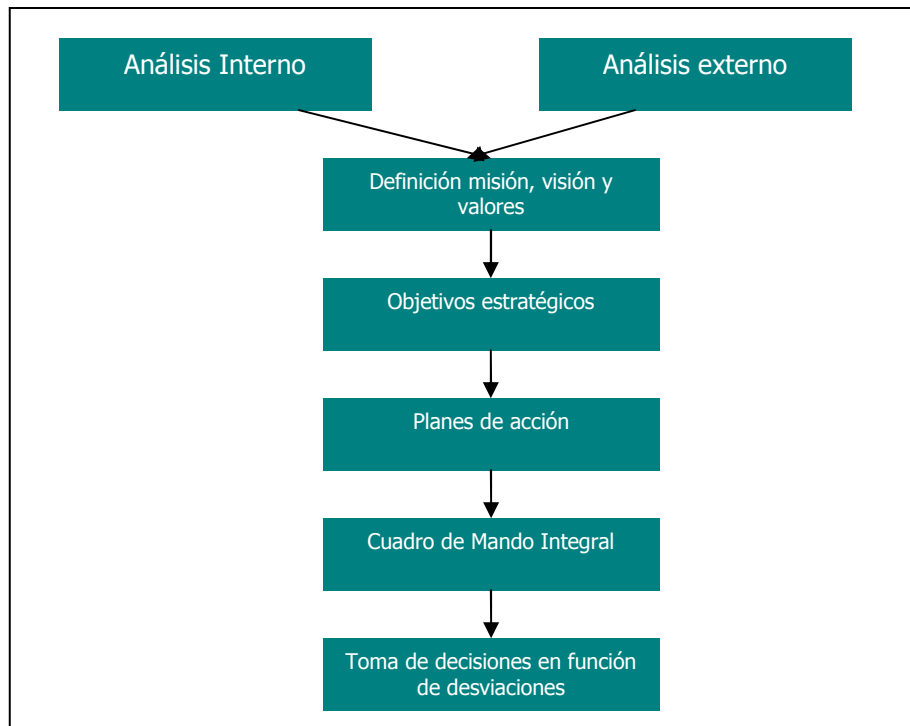 Análisis Interno
Análisis externo
Definición misión, visión y
valores
Objetivos estratégicos
Planes de acción
Cuadro de Mando Integral
Toma de decisiones en función
de desviaciones